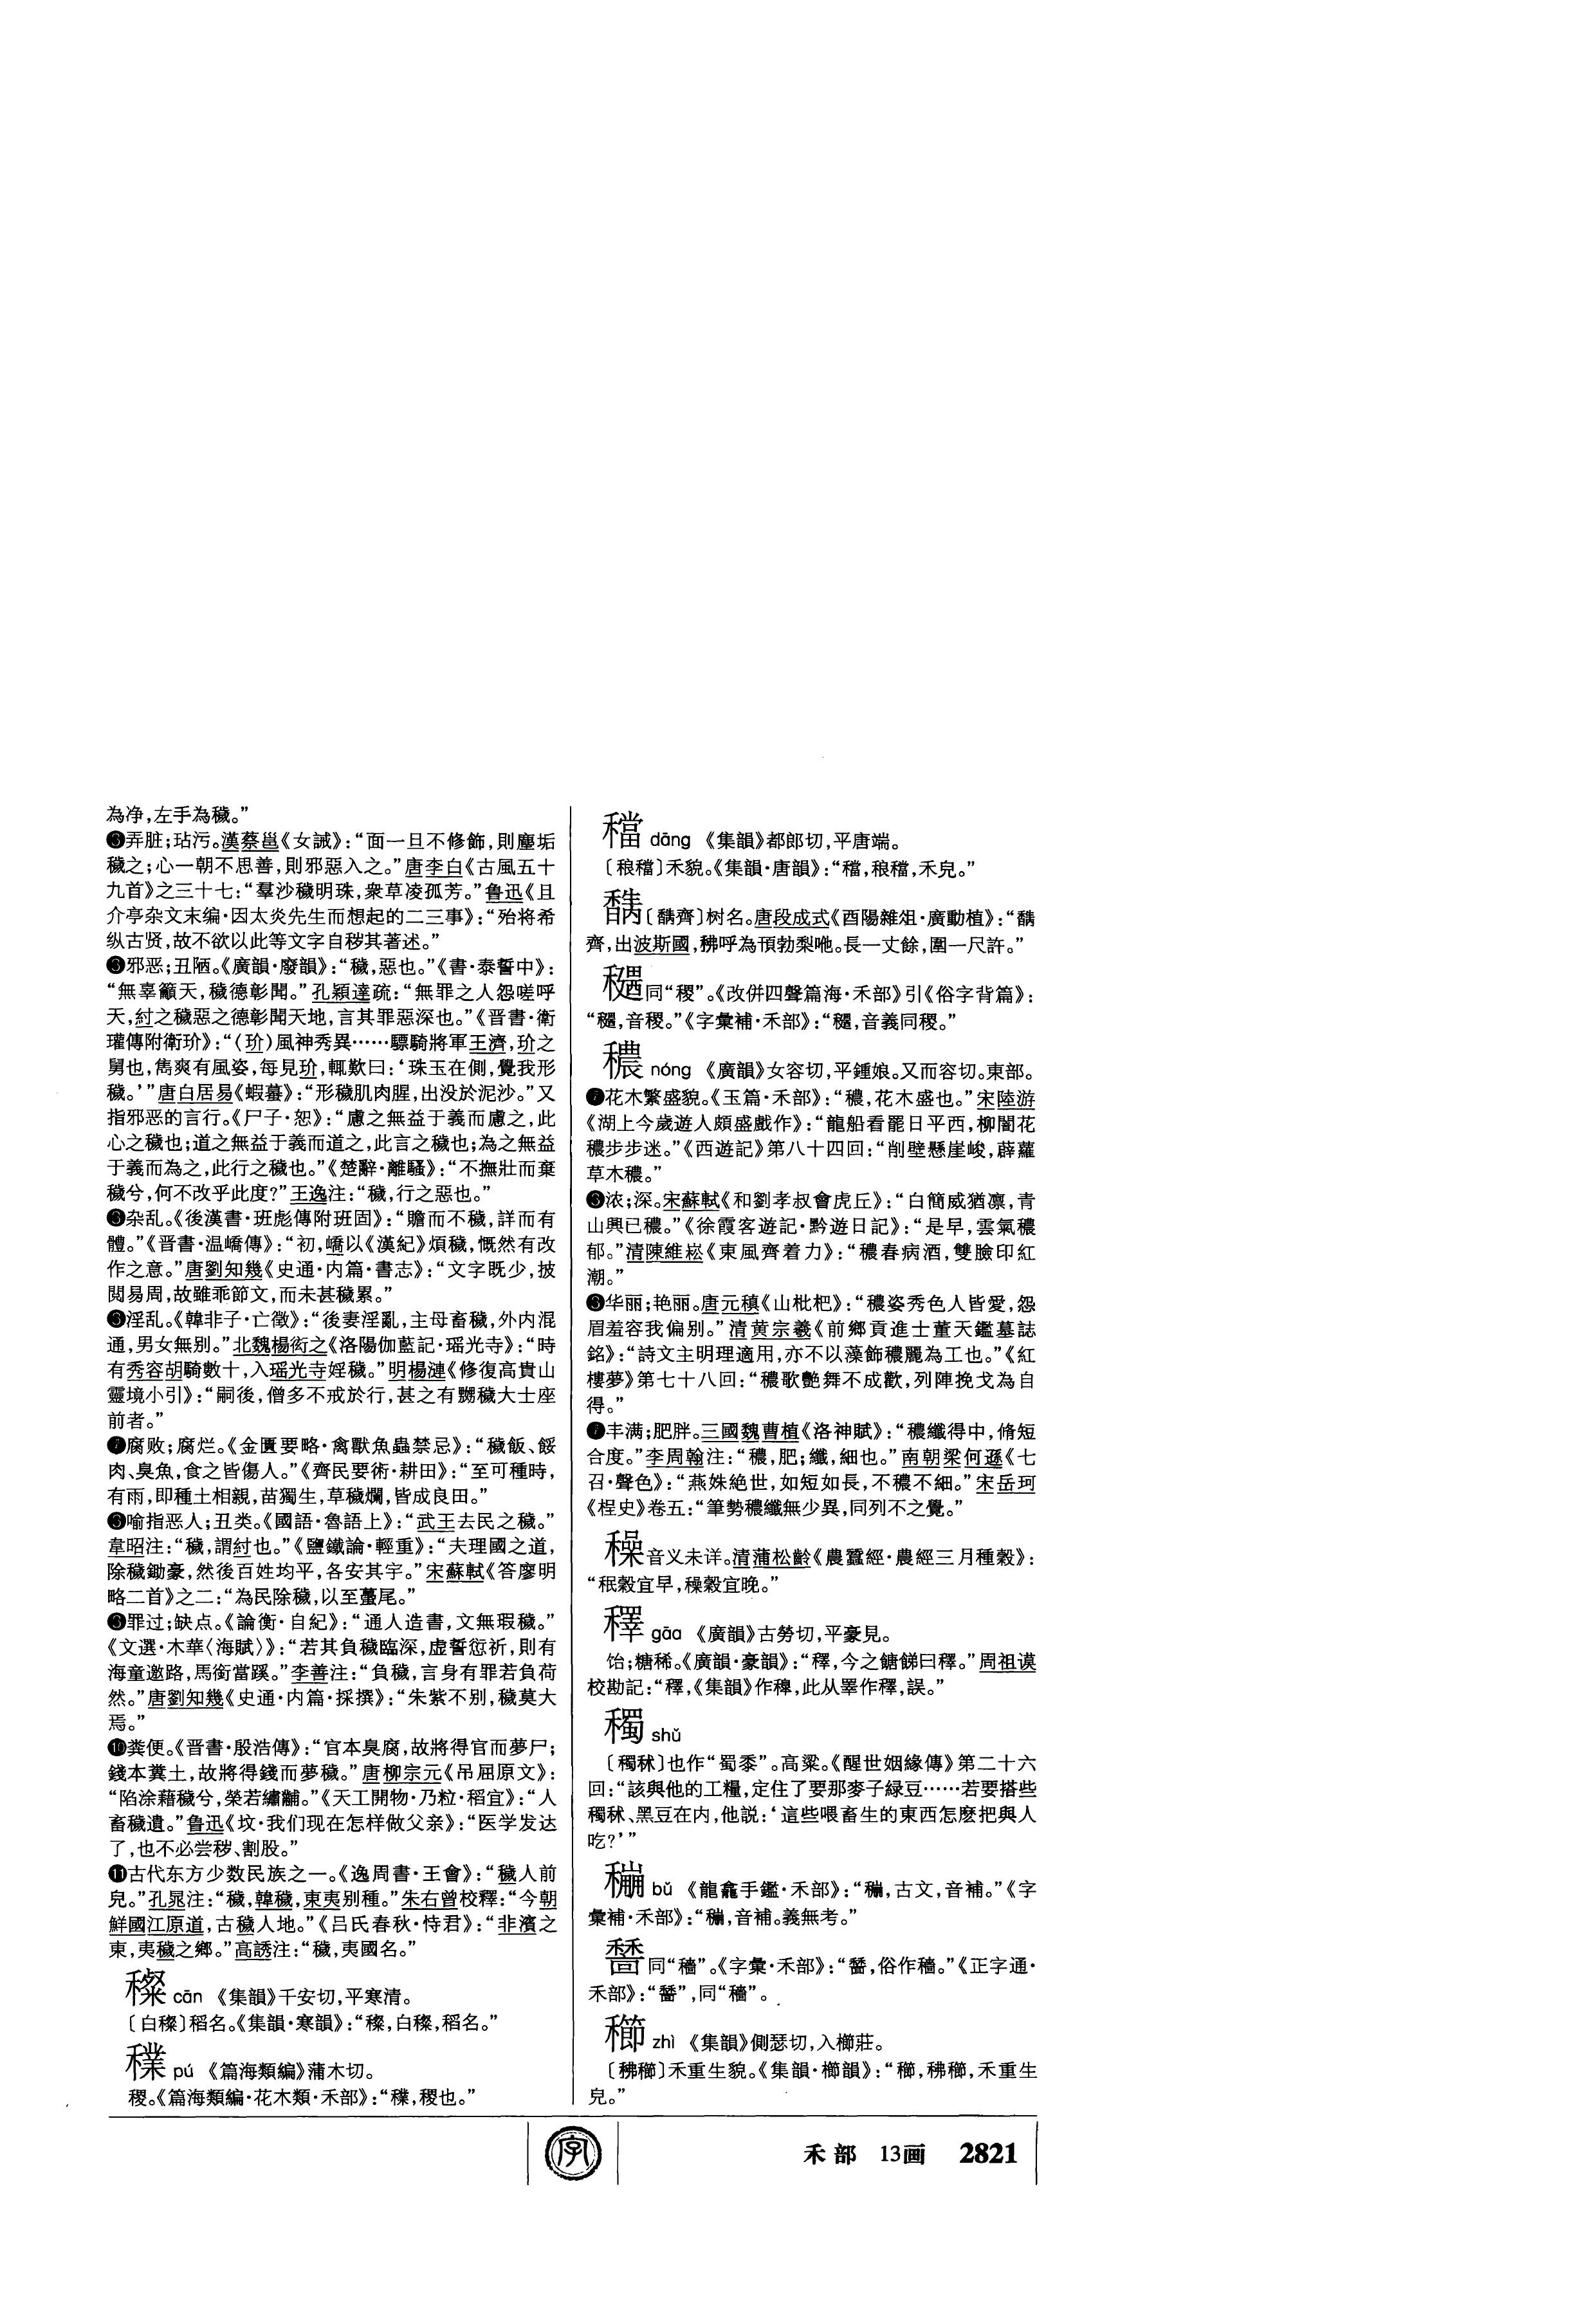 為净,左手為穢。”
❸弄脏;玷污。漢蔡邕《女誡》:“面一旦不修飾,則塵垢
穢之;心一朝不思善,則邪惡入之。”唐李白《古風五十
九首》之三十七:“羣沙穢明珠,衆草凌孤芳。”鲁迅《且
介亭杂文末编·因太炎先生而想起的二三事》:“殆将希
纵古贤,故不欲以此等文字自秽其著述。”
❸邪恶;丑陋。《廣韻·廢韻》:“穢,惡也。”《書·泰誓中》:
“無辜籲天,穢德彰聞。”孔穎達疏:“無罪之人怨嗟呼
天,紂之穢惡之德彰聞天地,言其罪惡深也。”《晋書·衛
瓘傳附衛玠》:“(玠)風神秀異……驃騎將軍王濟,玠之
舅也,雋爽有風姿,每見玠,輒歎曰:‘珠玉在側,覺我形
穢。’”唐白居易《蝦蟇》:“形穢肌肉腥,出没於泥沙。”又
指邪恶的言行。《尸子·恕》:“慮之無益于義而慮之,此
心之穢也;道之無益于義而道之,此言之穢也;為之無益
于義而為之,此行之穢也。”《楚辭·離騷》:“不撫壯而棄
穢兮,何不改乎此度?”王逸注:“穢,行之惡也。”
❸杂乱。《後漢書·班彪傳附班固》:“贍而不穢,詳而有
體。”《晋書·温嶠傳》:“初,嶠以《漢紀》煩穢,慨然有改
作之意。”唐劉知幾《史通·内篇·書志》:“文字既少,披
閲易周,故雖乖節文,而未甚穢累。”
❸淫乱。《韓非子·亡徵》:“後妻淫亂,主母畜穢,外内混
通,男女無别。”北魏楊衒之《洛陽伽藍記·瑶光寺》:“時
有秀容胡騎數十,入瑶光寺婬穢。”明楊漣《修復高貴山
靈境小引》:“嗣後,僧多不戒於行,甚之有嬲穢大士座
前者。”
❼腐败;腐烂。《金匱要略·禽獸魚蟲禁忌》:“穢飯、餒
肉、臭魚,食之皆傷人。”《齊民要術·耕田》:“至可種時,
有雨,即種土相親,苗獨生,草穢爛,皆成良田。”
❸喻指恶人;丑类。《國語·魯語上》:“武王去民之穢。”
韋昭注:“穢,謂紂也。”《鹽鐵論·輕重》:“夫理國之道,
除穢鋤豪,然後百姓均平,各安其宇。”宋蘇軾《答廖明
略二首》之二:“為民除穢,以至蠆尾。”
❸罪过;缺点。《論衡·自紀》:“通人造書,文無瑕穢。”
《文選·木華〈海賦〉》:“若其負穢臨深,虚誓愆祈,則有
海童邀路,馬銜當蹊。”李善注:“負穢,言身有罪若負荷
然。”唐劉知幾《史通·内篇·採撰》:“朱紫不别,穢莫大
焉。”
❿粪便。《晋書·殷浩傳》:“官本臭腐,故將得官而夢尸;
錢本糞土,故將得錢而夢穢。”唐柳宗元《吊屈原文》:
“陷涂藉穢兮,榮若繡黼。”《天工開物·乃粒·稻宜》:“人
畜穢遺。”鲁迅《坟·我们现在怎样做父亲》:“医学发达
了,也不必尝秽、割股。”
⓫古代东方少数民族之一。《逸周書·王會》:“穢人前
皃。”孔晁注:“穢,韓穢,東夷别種。”朱右曾校釋:“今朝
鮮國江原道,古穢人地。”《吕氏春秋·恃君》:“非濱之
東,夷穢之鄉。”高誘注:“穢,夷國名。”
䆶 cān 《集韻》千安切,平寒清。
〔白䆶〕稻名。《集韻·寒韻》:“䆶,白䆶,稻名。”
穙 pú 《篇海類編》蒲木切。
稷。《篇海類編·花木類·禾部》:“穙,稷也。”
䆵 dāng 《集韻》都郎切,平唐端。
〔稂䆵〕禾貌。《集韻·唐韻》:“䆵,稂䆵,禾皃。”
〔齊〕树名。唐段成式《酉陽雜俎·廣動植》:“
齊,出波斯國,䄶呼為頇勃梨咃。長一丈餘,圍一尺許。”
同“稷”。《改併四聲篇海·禾部》引《俗字背篇》:
“,音稷。”《字彙補·禾部》:“,音義同稷。”
穠 nóng 《廣韻》女容切,平鍾娘。又而容切。東部。
❼花木繁盛貌。《玉篇·禾部》:“穠,花木盛也。”宋陸游
《湖上今歲遊人頗盛戲作》:“龍船看罷日平西,柳闇花
穠步步迷。”《西遊記》第八十四回:“削壁懸崖峻,薜蘿
草木穠。”
❸浓;深。宋蘇軾《和劉孝叔會虎丘》:“白簡威猶凛,青
山興已穠。”《徐霞客遊記·黔遊日記》:“是早,雲氣穠
郁。”清陳維崧《東風齊着力》:“穠春病酒,雙臉印紅
潮。”
❸华丽;艳丽。唐元稹《山枇杷》:“穠姿秀色人皆愛,怨
眉羞容我偏别。”清黄宗羲《前鄉貢進士董天鑑墓誌
銘》:“詩文主明理適用,亦不以藻飾穠麗為工也。”《紅
樓夢》第七十八回:“穠歌艷舞不成歡,列陣挽戈為自
得。”
❼丰满;肥胖。三國魏曹植《洛神賦》:“穠纖得中,脩短
合度。”李周翰注:“穠,肥;纖,細也。”南朝梁何遜《七
召·聲色》:“燕姝絶世,如短如長,不穠不細。”宋岳珂
《桯史》卷五:“筆勢穠纖無少異,同列不之覺。”
䆆音义未详。清蒲松齡《農蠶經·農經三月種穀》:
“秖穀宜早,䆆穀宜晚。”
䆁 gāa 《廣韻》古勞切,平豪見。
饴;糖稀。《廣韻·豪韻》:“䆁,今之餹餳曰䆁。”周祖谟
校勘記:“䆁,《集韻》作䅵,此从睪作䆁,誤。”
䆯 shǔ
〔䆯秫〕也作“蜀黍”。高粱。《醒世姻緣傳》第二十六
回:“該與他的工糧,定住了要那麥子緑豆……若要搭些
䆯秫、黑豆在内,他説:‘這些喂畜生的東西怎麽把與人
吃?’”
bǔ 《龍龕手鑑·禾部》:“,古文,音補。”《字
彙補·禾部》:“,音補。義無考。”
同“穡”。《字彙·禾部》:“,俗作穡。”《正字通·
禾部》:“”,同“穡”。
zhì 《集韻》側瑟切,入櫛莊。
〔䄶〕禾重生貌。《集韻·櫛韻》:“,䄶,禾重生
皃。”
字
禾部 13画 2821